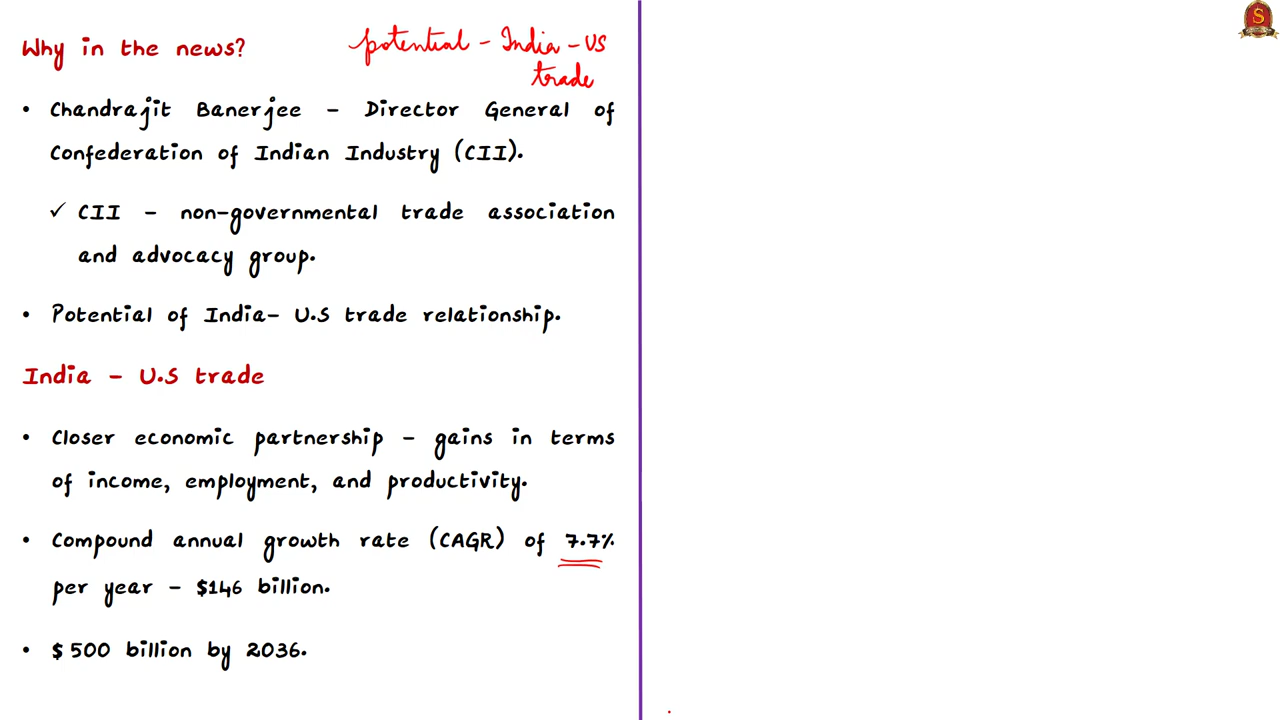 Why in the news?
potential - India - US
trade
• Chandrajit Banerjee – Director General of
Confederation of Indian Industry (CII).
✓ CII – non-governmental trade association
and advocacy group.
• Potential of India– U.S trade relationship.
India – U.S trade
• Closer economic partnership – gains in terms
of income, employment, and productivity.
• Compound annual growth rate (CAGR) of 7.7%
per year – $146 billion.
• $ 500 billion by 2036.
S